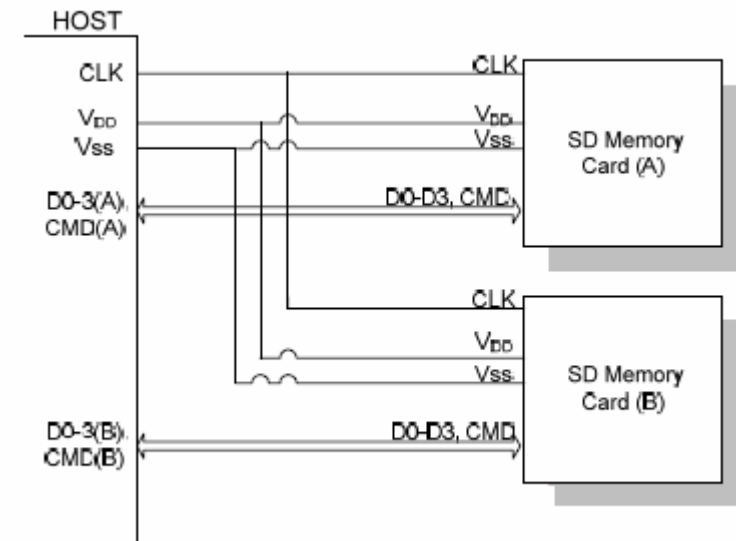 HOST
CLK
VDD
Vss
D0-3(A),
CMD(A)
CLK
VDD
Vss
D0-D3, CMD
SD Memory
Card (A)
CLK
VDD
Vss
D0-D3, CMD
SD Memory
Card (B)
D0-3(B),
CMD(B)